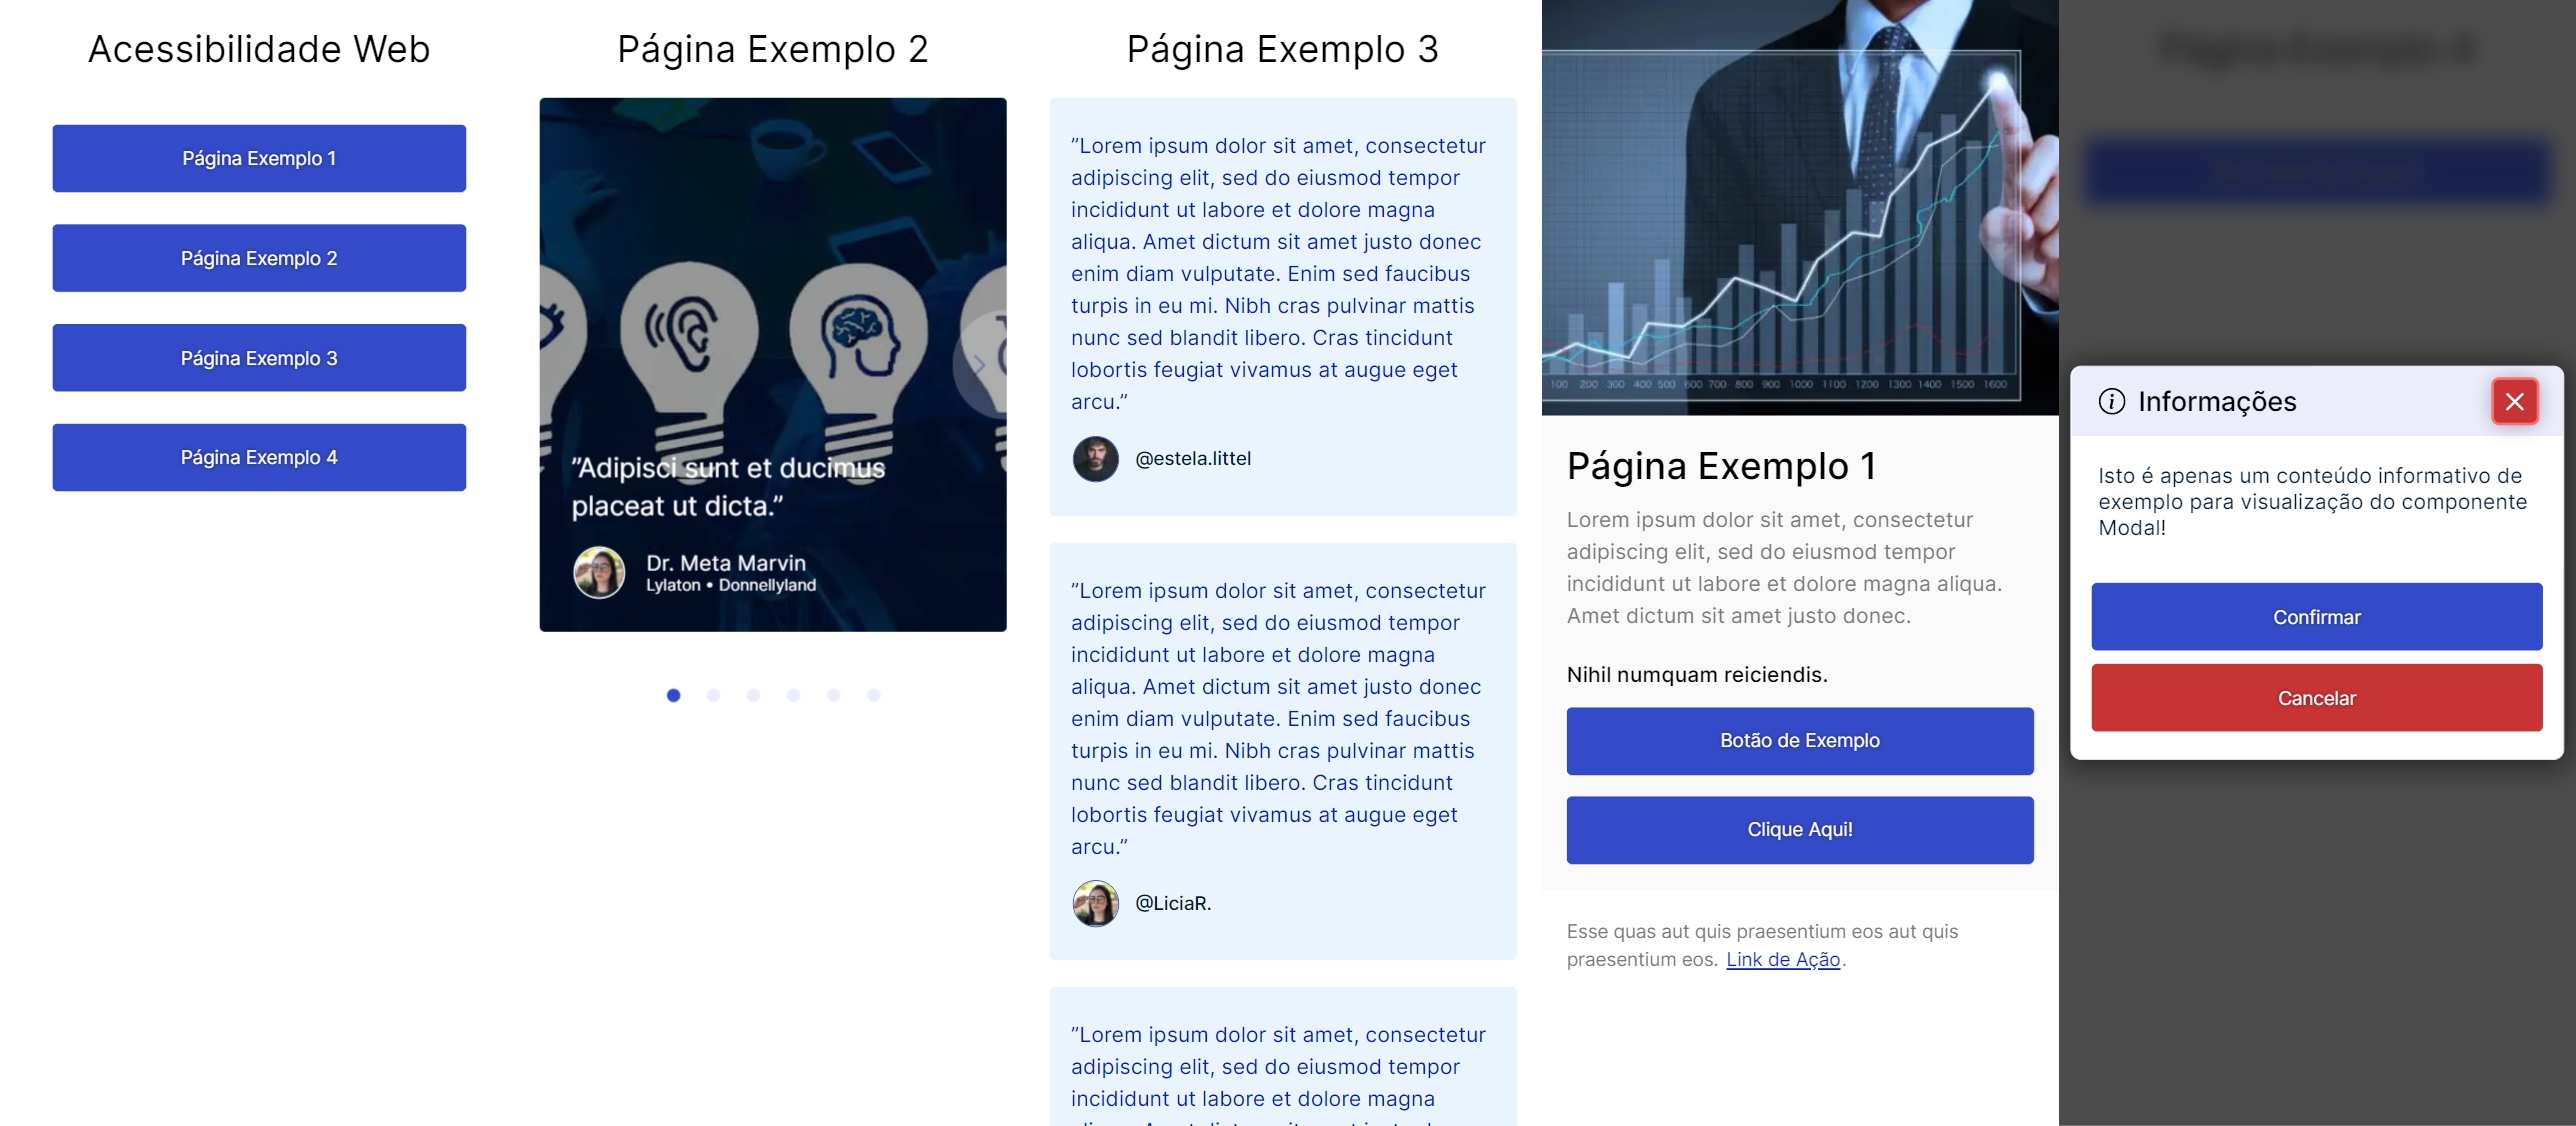 Acessibilidade Web
Página Exemplo 1
Página Exemplo 2
Página Exemplo 3
Página Exemplo 4
Página Exemplo 2
”Adipisci sunt et ducimus
placeat ut dicta.”
Dr. Meta Marvin
Lylaton • Donnellyland
Página Exemplo 3
”Lorem ipsum dolor sit amet, consectetur
adipiscing elit, sed do eiusmod tempor
incididunt ut labore et dolore magna
aliqua. Amet dictum sit amet justo donec
enim diam vulputate. Enim sed faucibus
turpis in eu mi. Nibh cras pulvinar mattis
nunc sed blandit libero. Cras tincidunt
lobortis feugiat vivamus at augue eget
arcu.”
@estela.littel
”Lorem ipsum dolor sit amet, consectetur
adipiscing elit, sed do eiusmod tempor
incididunt ut labore et dolore magna
aliqua. Amet dictum sit amet justo donec
enim diam vulputate. Enim sed faucibus
turpis in eu mi. Nibh cras pulvinar mattis
nunc sed blandit libero. Cras tincidunt
lobortis feugiat vivamus at augue eget
arcu.”
@LiciaR.
”Lorem ipsum dolor sit amet, consectetur
adipiscing elit, sed do eiusmod tempor
incididunt ut labore et dolore magna
100 200 300 400 500 600 700 800 900 1000 1100 1200 1300 1400 1500 1600
Página Exemplo 1
Lorem ipsum dolor sit amet, consectetur
adipiscing elit, sed do eiusmod tempor
incididunt ut labore et dolore magna aliqua.
Amet dictum sit amet justo donec.
Nihil numquam reiciendis.
Botão de Exemplo
Clique Aqui!
Esse quas aut quis praesentium eos aut quis
praesentium eos. Link de Ação.
Página Exemplo 4
Informações
Isto é apenas um conteúdo informativo de
exemplo para visualização do componente
Modal!
Confirmar
Cancelar